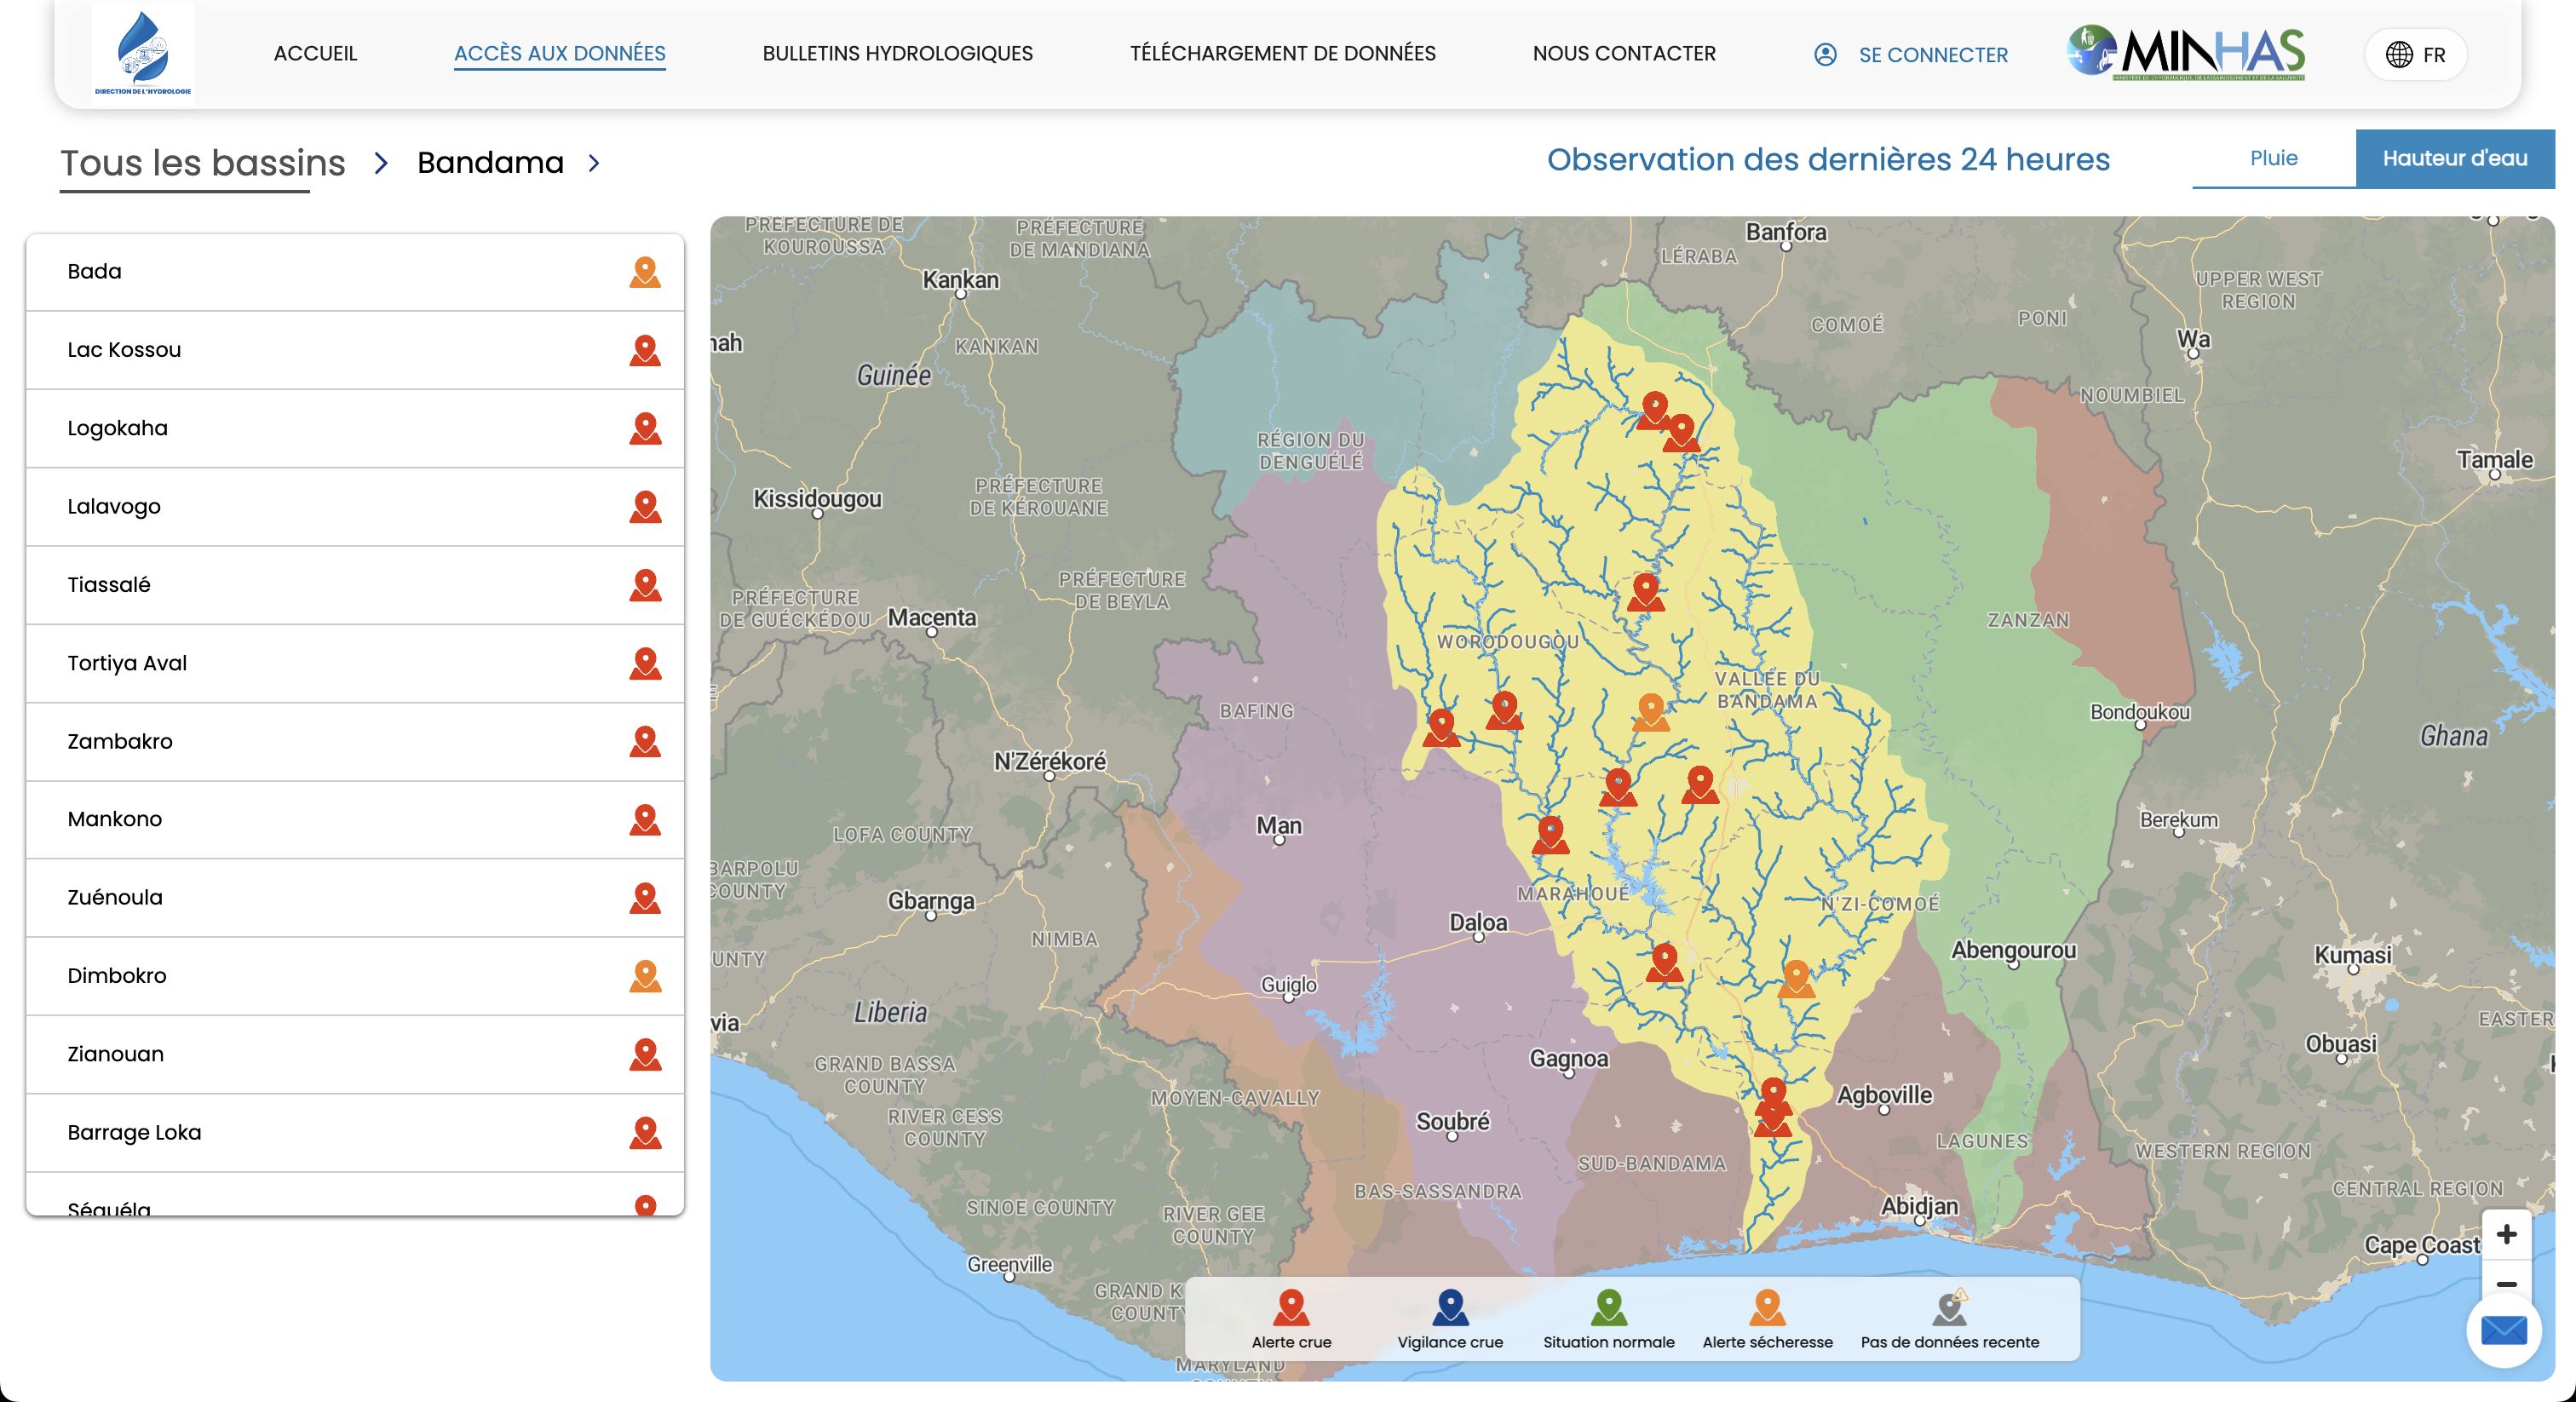 DIRECTION DE L'HYDROLOGIE
ACCUEIL
ACCÈS AUX DONNÉES
BULLETINS HYDROLOGIQUES
TÉLÉCHARGEMENT DE DONNÉES
NOUS CONTACTER
SE CONNECTER
MINHAS
FR
Tous les bassins
Bandama
Observation des dernières 24 heures
Pluie
Hauteur d'eau
Bada
Lac Kossou
Logokaha
Lalavogo
Tiassalé
Tortiya Aval
Zambakro
Mankono
Zuénoula
Dimbokro
Zianouan
Barrage Loka
Séguéla
PRÉFECTURE DE
KOUROUSSA
PRÉFECTURE
DE MANDIANA
Banfora
LÉRABA
Kankan
UPPER WEST
REGION
COMOÉ
PONI
nah
KANKAN
Wa
Guinée
NOUMBIEL
RÉGION DU
DENGUÉLÉ
Tamale
Kissidougou
PRÉFECTURE
DE KÉROUANE
PRÉFECTURE
DE BEYLA
PRÉFECTURE
DE GUÉCKÉDOU
Macenta
ZANZAN
WORODOUGOU
VALLÉE DU
BANDAMA
BAFING
Bondoukou
Ghana
N'Zérékoré
Man
LOFA COUNTY
Berekum
BARPOLU
COUNTY
MARAHOUÉ
Gbarnga
N'ZI-COMOÉ
Daloa
NIMBA
Abengourou
UNTY
Kumasi
Guiglo
Liberia
via
EASTER
Obuasi
Gagnoa
GRAND BASSA
COUNTY
MOYEN-CAVALLY
Agboville
RIVER CESS
COUNTY
Soubré
LAGUNES
WESTERN REGION
SUD-BANDAMA
BAS-SASSANDRA
CENTRAL REGION
SINOE COUNTY
RIVER GEE
COUNTY
Abidjan
Cape Coast
Greenville
GRAND K
COUNTY
MARYLAND
Alerte crue
Vigilance crue
Situation normale
Alerte sécheresse
Pas de données recente